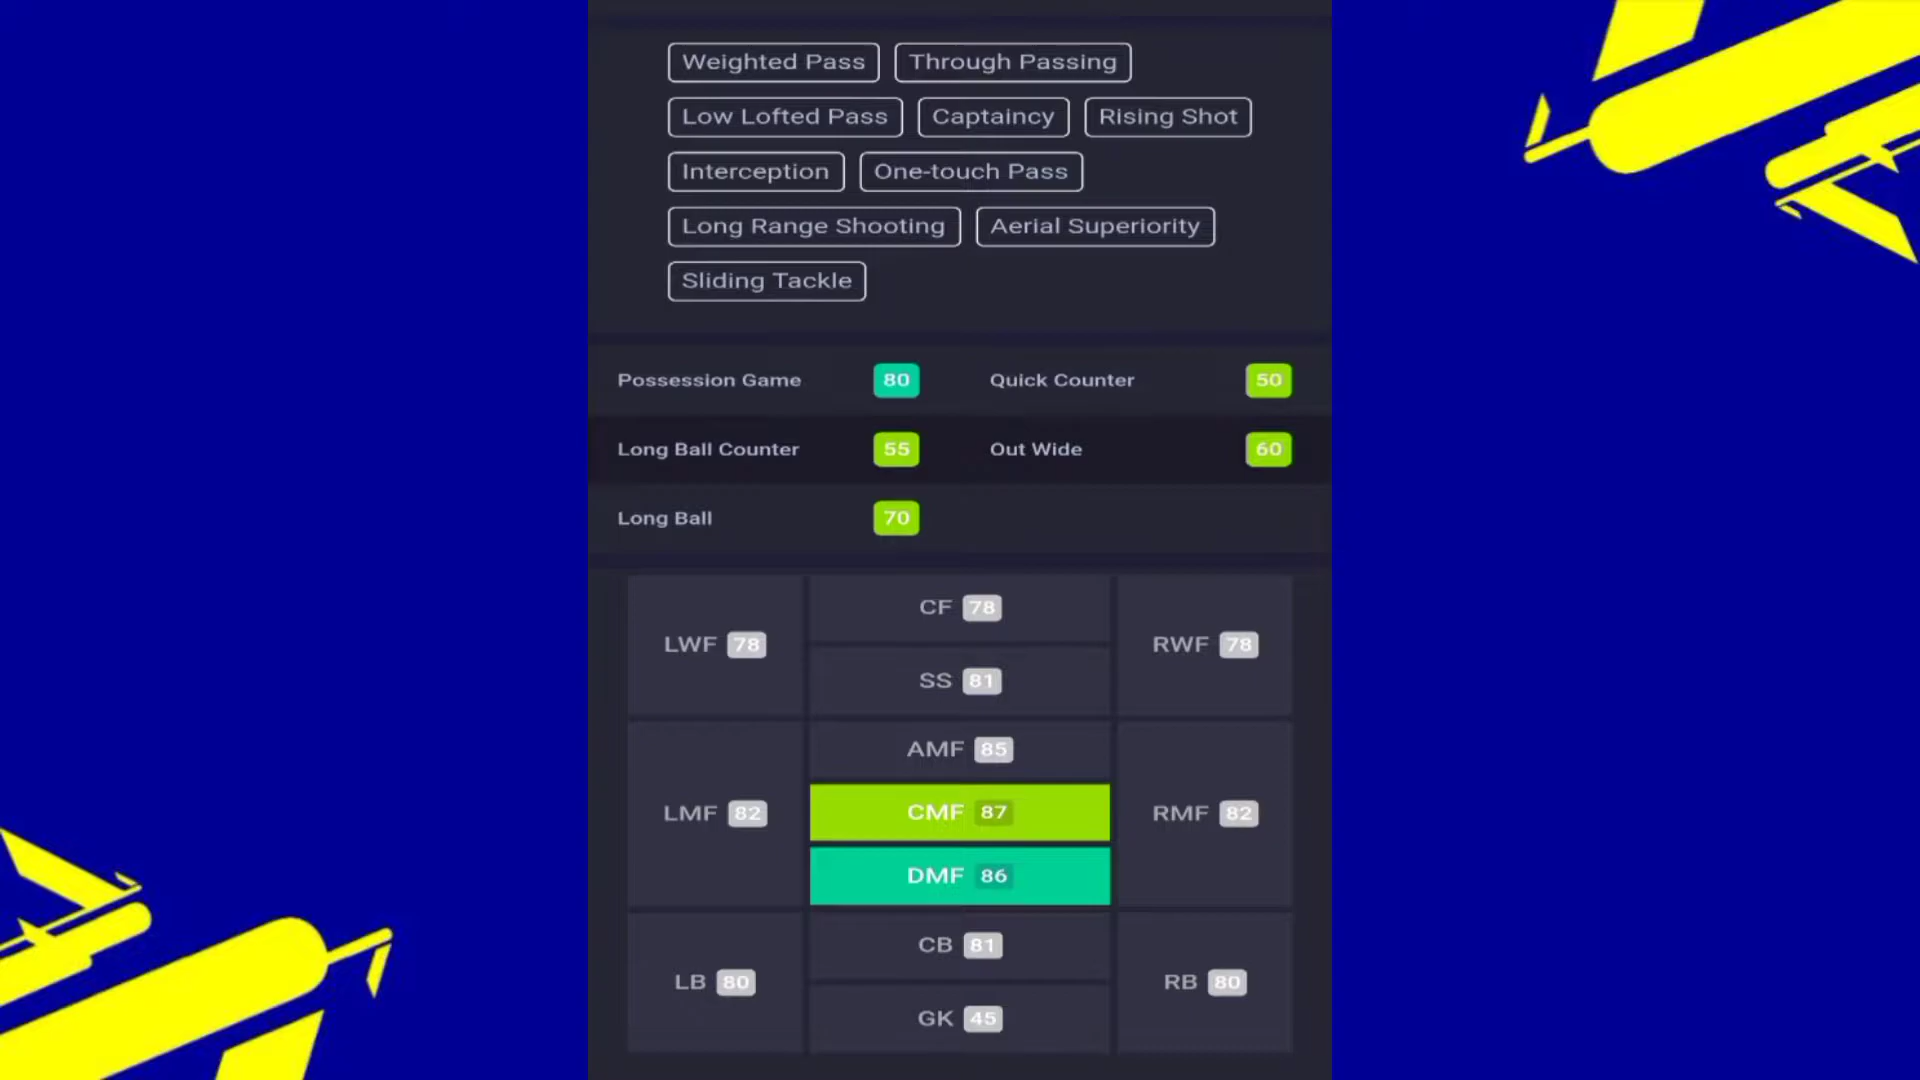 Weighted Pass Through Passing
Low Lofted Pass Captaincy Rising Shot
Interception One-touch Pass
Long Range Shooting Aerial Superiority
Sliding Tackle
Possession Game 80 Quick Counter 50
Long Ball Counter 55 Out Wide 60
Long Ball 70
CF 78
LWF 78 RWF 78
SS 81
AMF 85
LMF 82 CMF 87 RMF 82
DMF 86
CB 81
LB 80 RB 80
GK 45